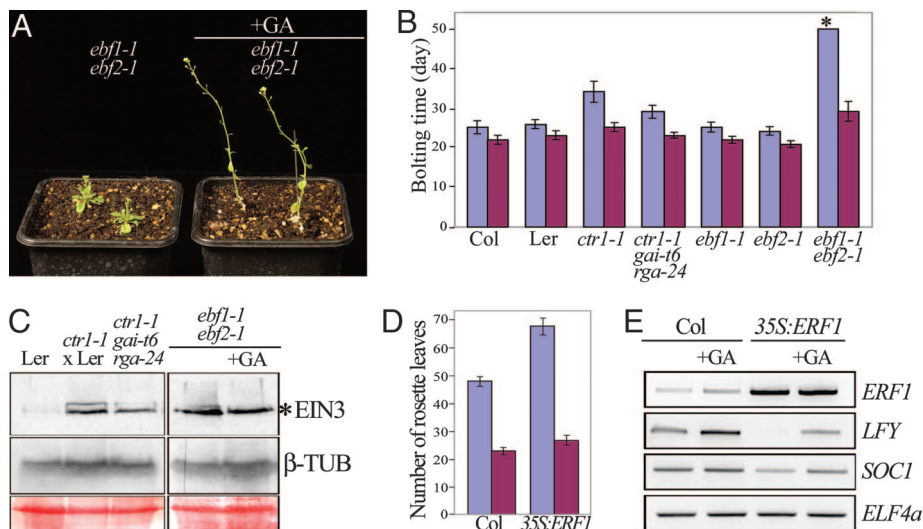 A
+GA
ebf1-1
ebf2-1
ebf1-1
ebf2-1
B
Bolting time (day)
50
40
30
20
10
*
Col
Ler
ctr1-1
ctr1-1
gai-t6
rga-24
ebf1-1
ebf2-1
ebf1-1
ebf2-1
C
Ler
ctr1-1
x Ler
ctr1-1
gai-t6
rga-24
ebf1-1
ebf2-1
+GA
*EIN3
β-TUB
D
Number of rosette leaves
70
60
50
40
30
20
10
0
Col
35S:ERF1
E
Col
35S:ERF1
+GA
+GA
ERF1
LFY
SOC1
ELF4a